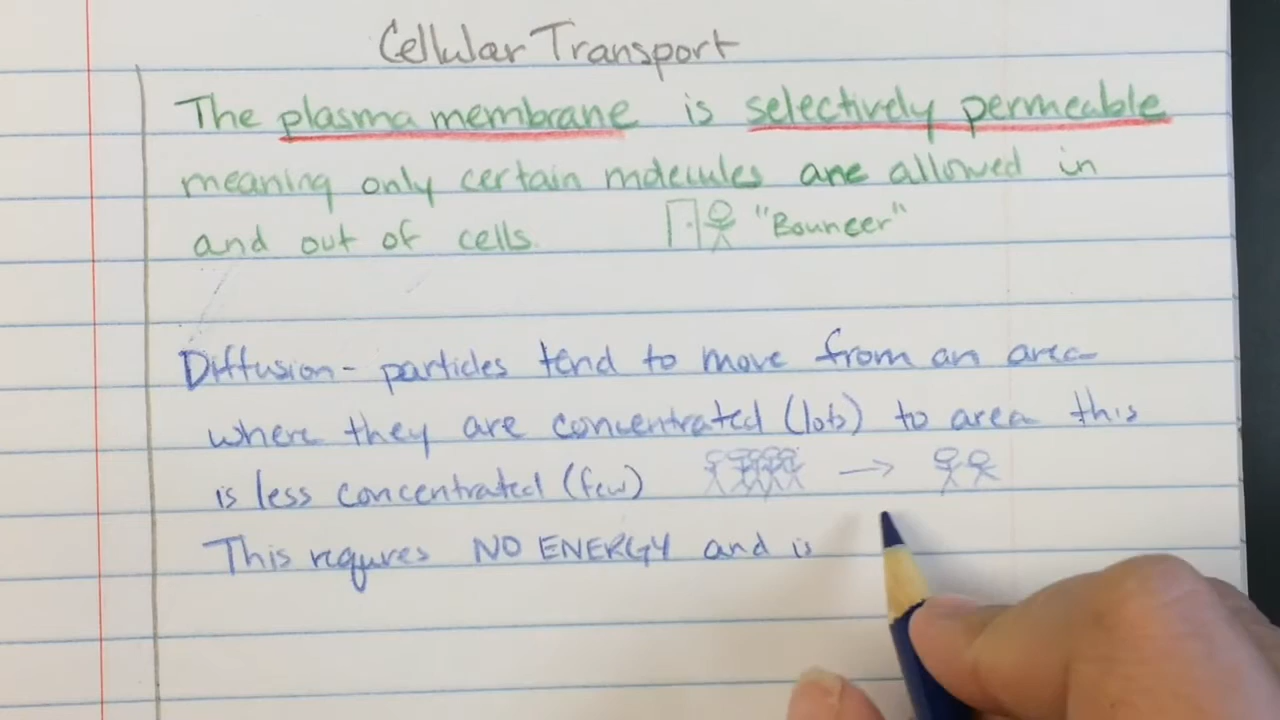 Cellular Transport
The plasma membrane is selectively permeable
meaning only certain molecules are allowed in
and out of cells. "Bouncer"
Diffusion - particles tend to move from an area
where they are concentrated (lots) to area this
is less concentrated (few) →
This requres NO ENERGY and is